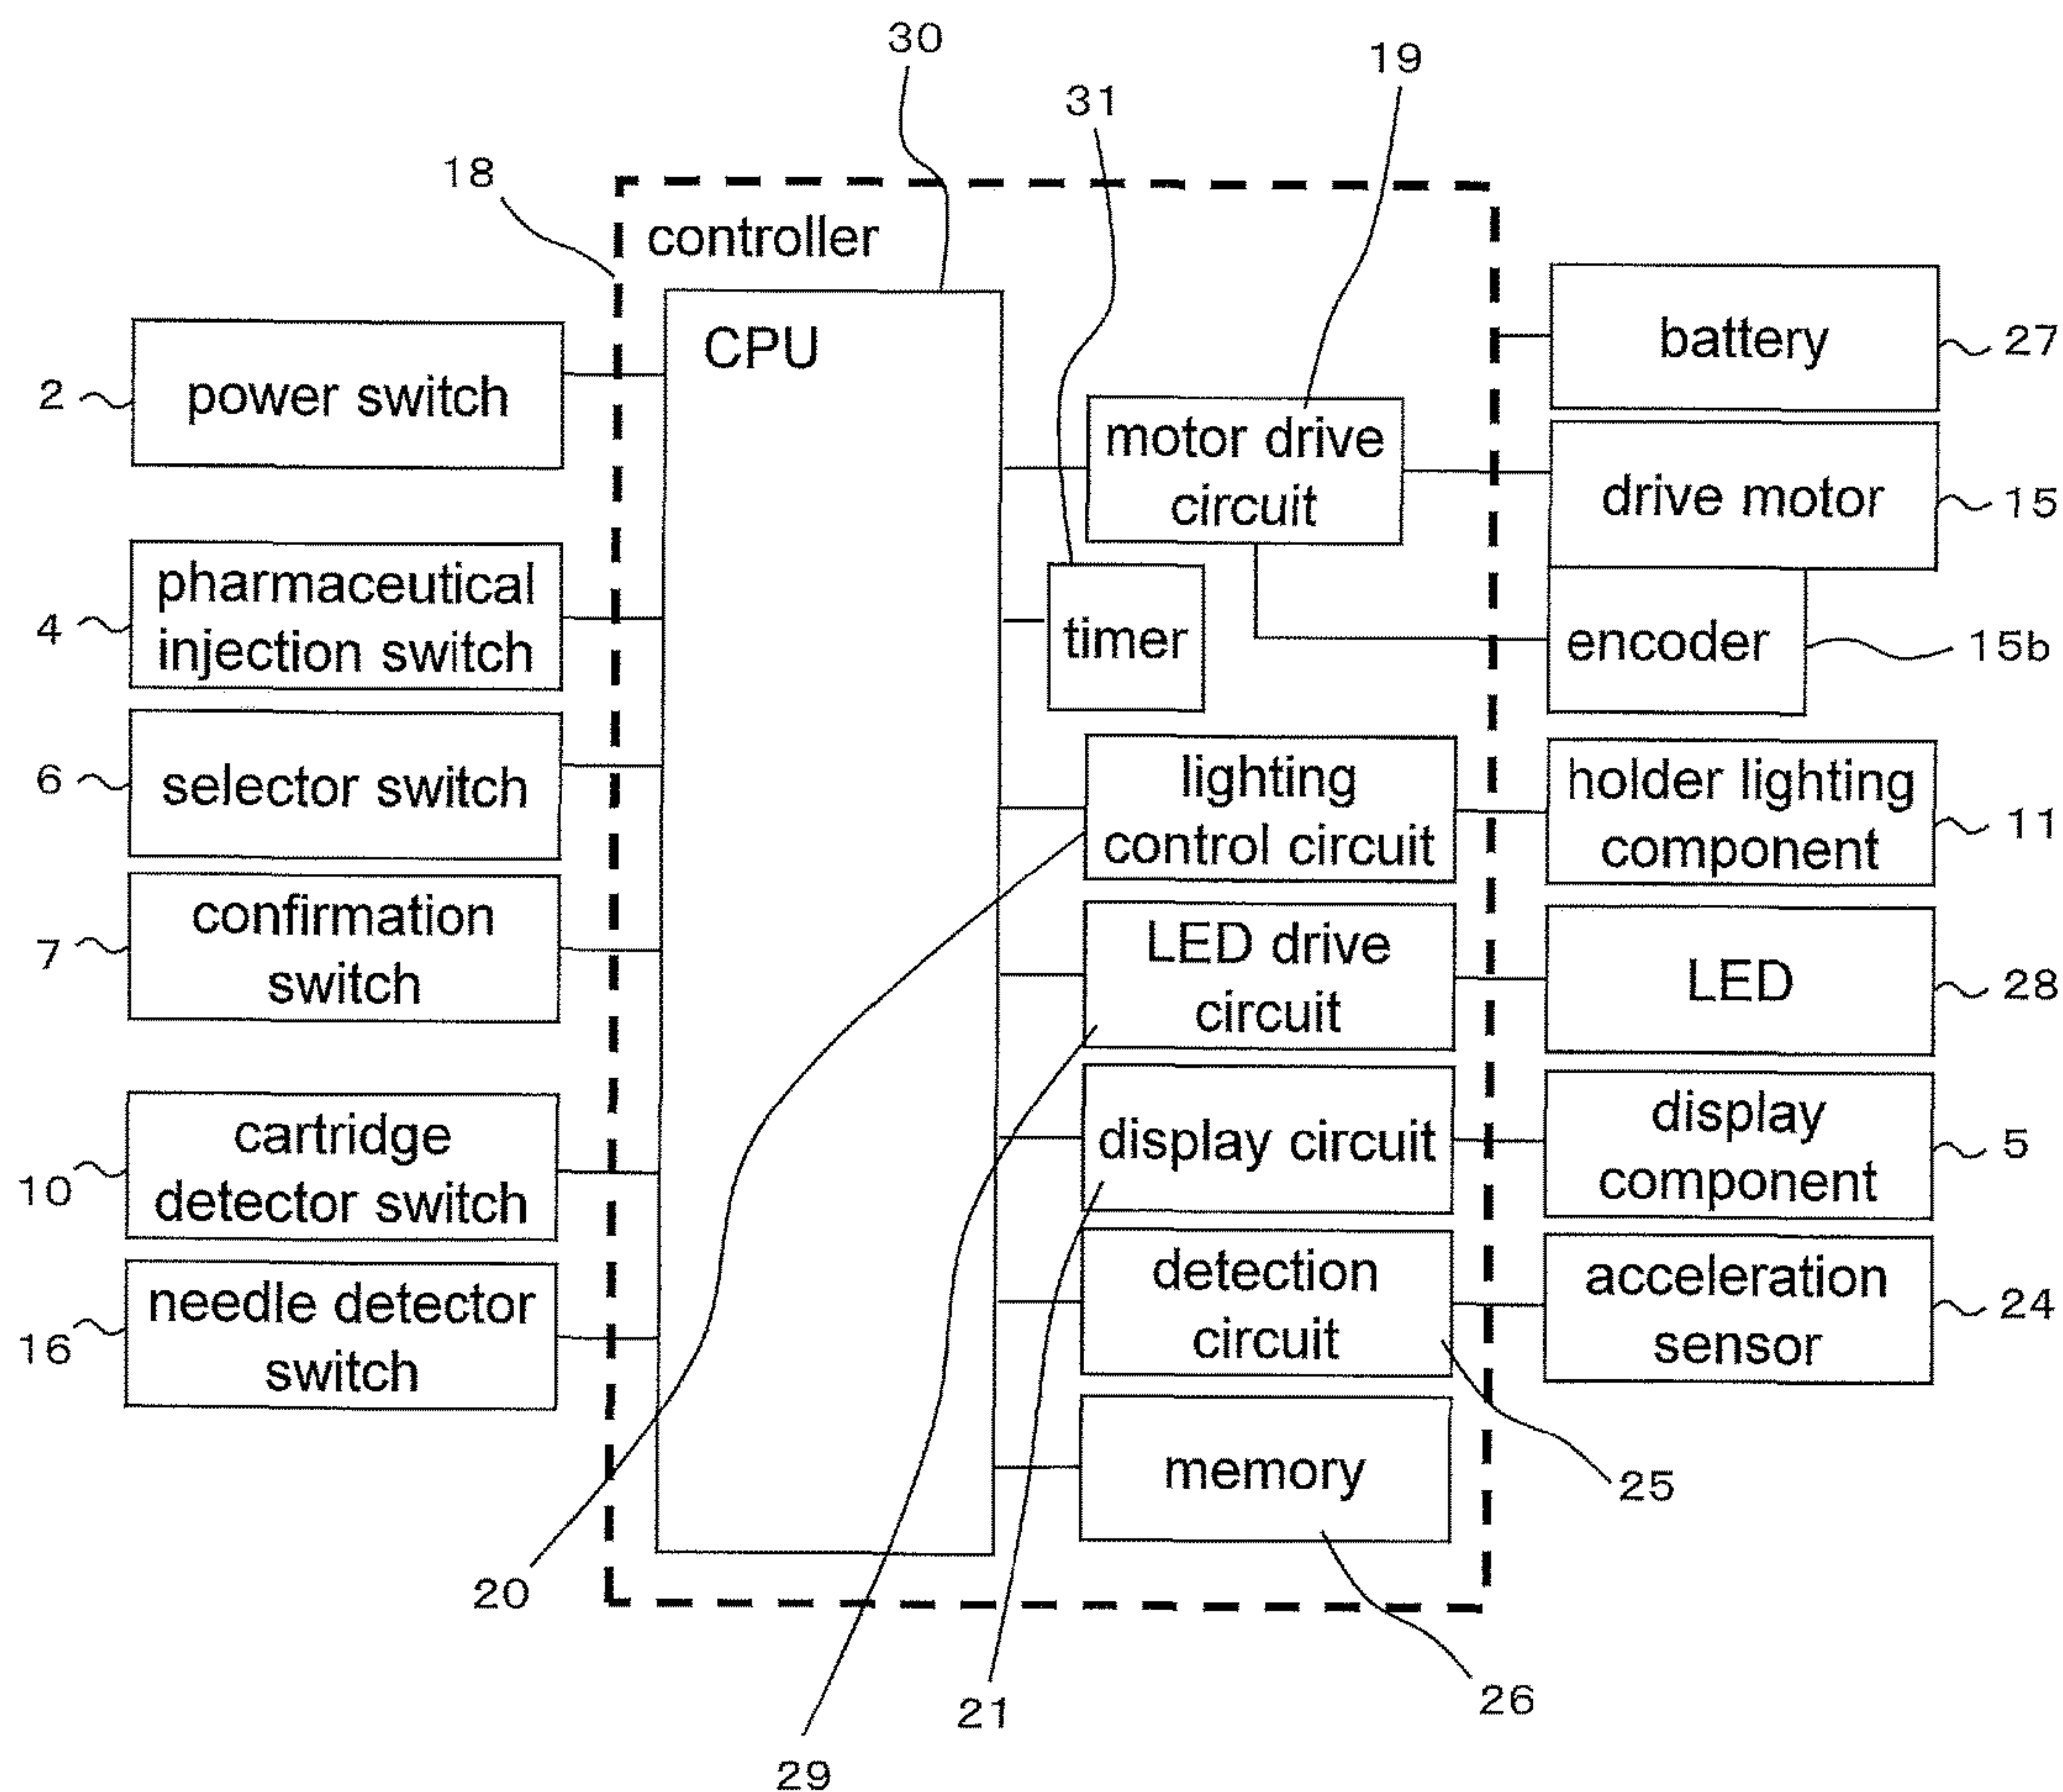 30
19
31
18
controller
CPU
2
power switch
battery
27
motor drive
circuit
drive motor
15
4
pharmaceutical
injection switch
timer
encoder
15b
6
selector switch
lighting
control circuit
holder lighting
component
11
7
confirmation
switch
LED drive
circuit
LED
28
10
cartridge
detector switch
display circuit
display
component
5
16
needle detector
switch
detection
circuit
acceleration
sensor
24
memory
25
20
21
26
29